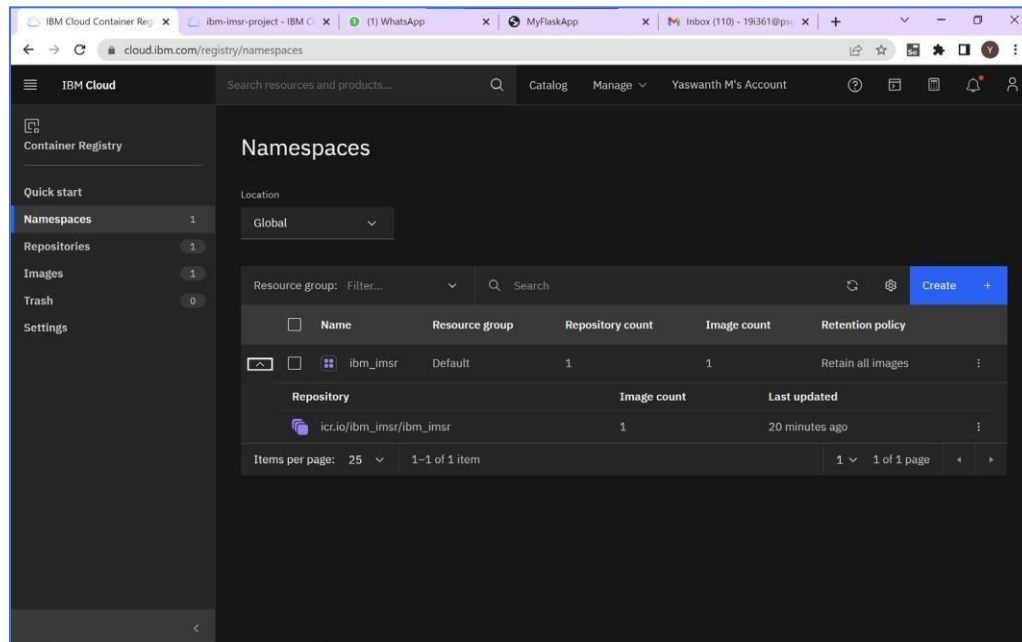 IBM Cloud Container Reg
ibm-imsr-project - IBM Cl
(1) WhatsApp
MyFlaskApp
Inbox (110) - 19i361@psg
cloud.ibm.com/registry/namespaces
Y
IBM Cloud
Search resources and products...
Catalog
Manage
Yaswanth M's Account
Container Registry
Quick start
Namespaces 1
Repositories 1
Images 1
Trash 0
Settings
Namespaces
Location
Global
Resource group: Filter...
Search
Create +
Name Resource group Repository count Image count Retention policy
ibm_imsr Default 1 1 Retain all images
Repository Image count Last updated
icr.io/ibm_imsr/ibm_imsr 1 20 minutes ago
Items per page: 25 1–1 of 1 item 1 1 of 1 page